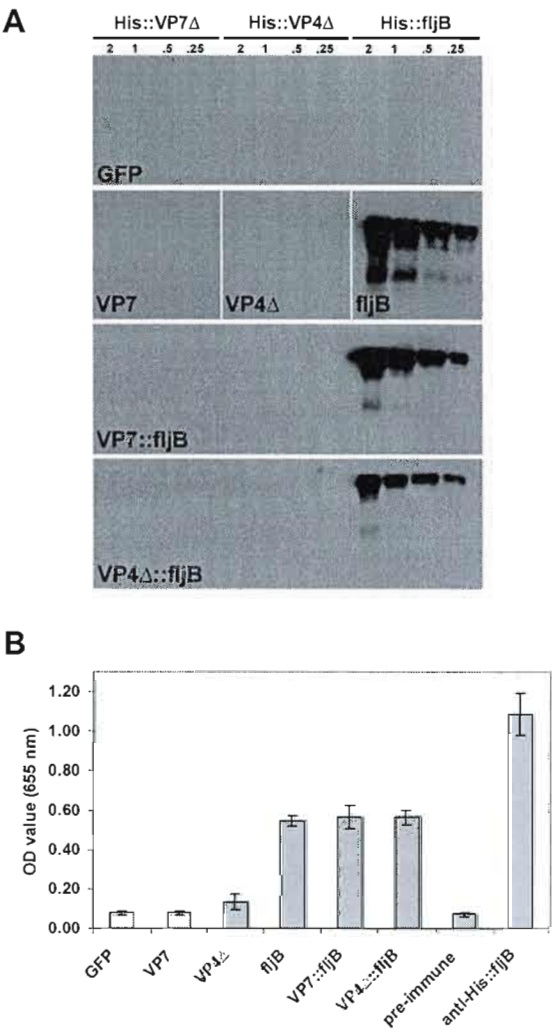 A
His::VP7Δ His::VP4Δ His::fljB
2 1 .5 .25 2 1 .5 .25 2 1 .5 .25
GFP
VP7 VP4Δ fljB
VP7::fljB
VP4Δ::fljB
B
OD value (655 nm)
1.20
1.00
0.80
0.60
0.40
0.20
0.00
GFP VP7 VP4Δ fljB VP7::fljB VP4Δ::fljB pre-immune anti-His::fljB